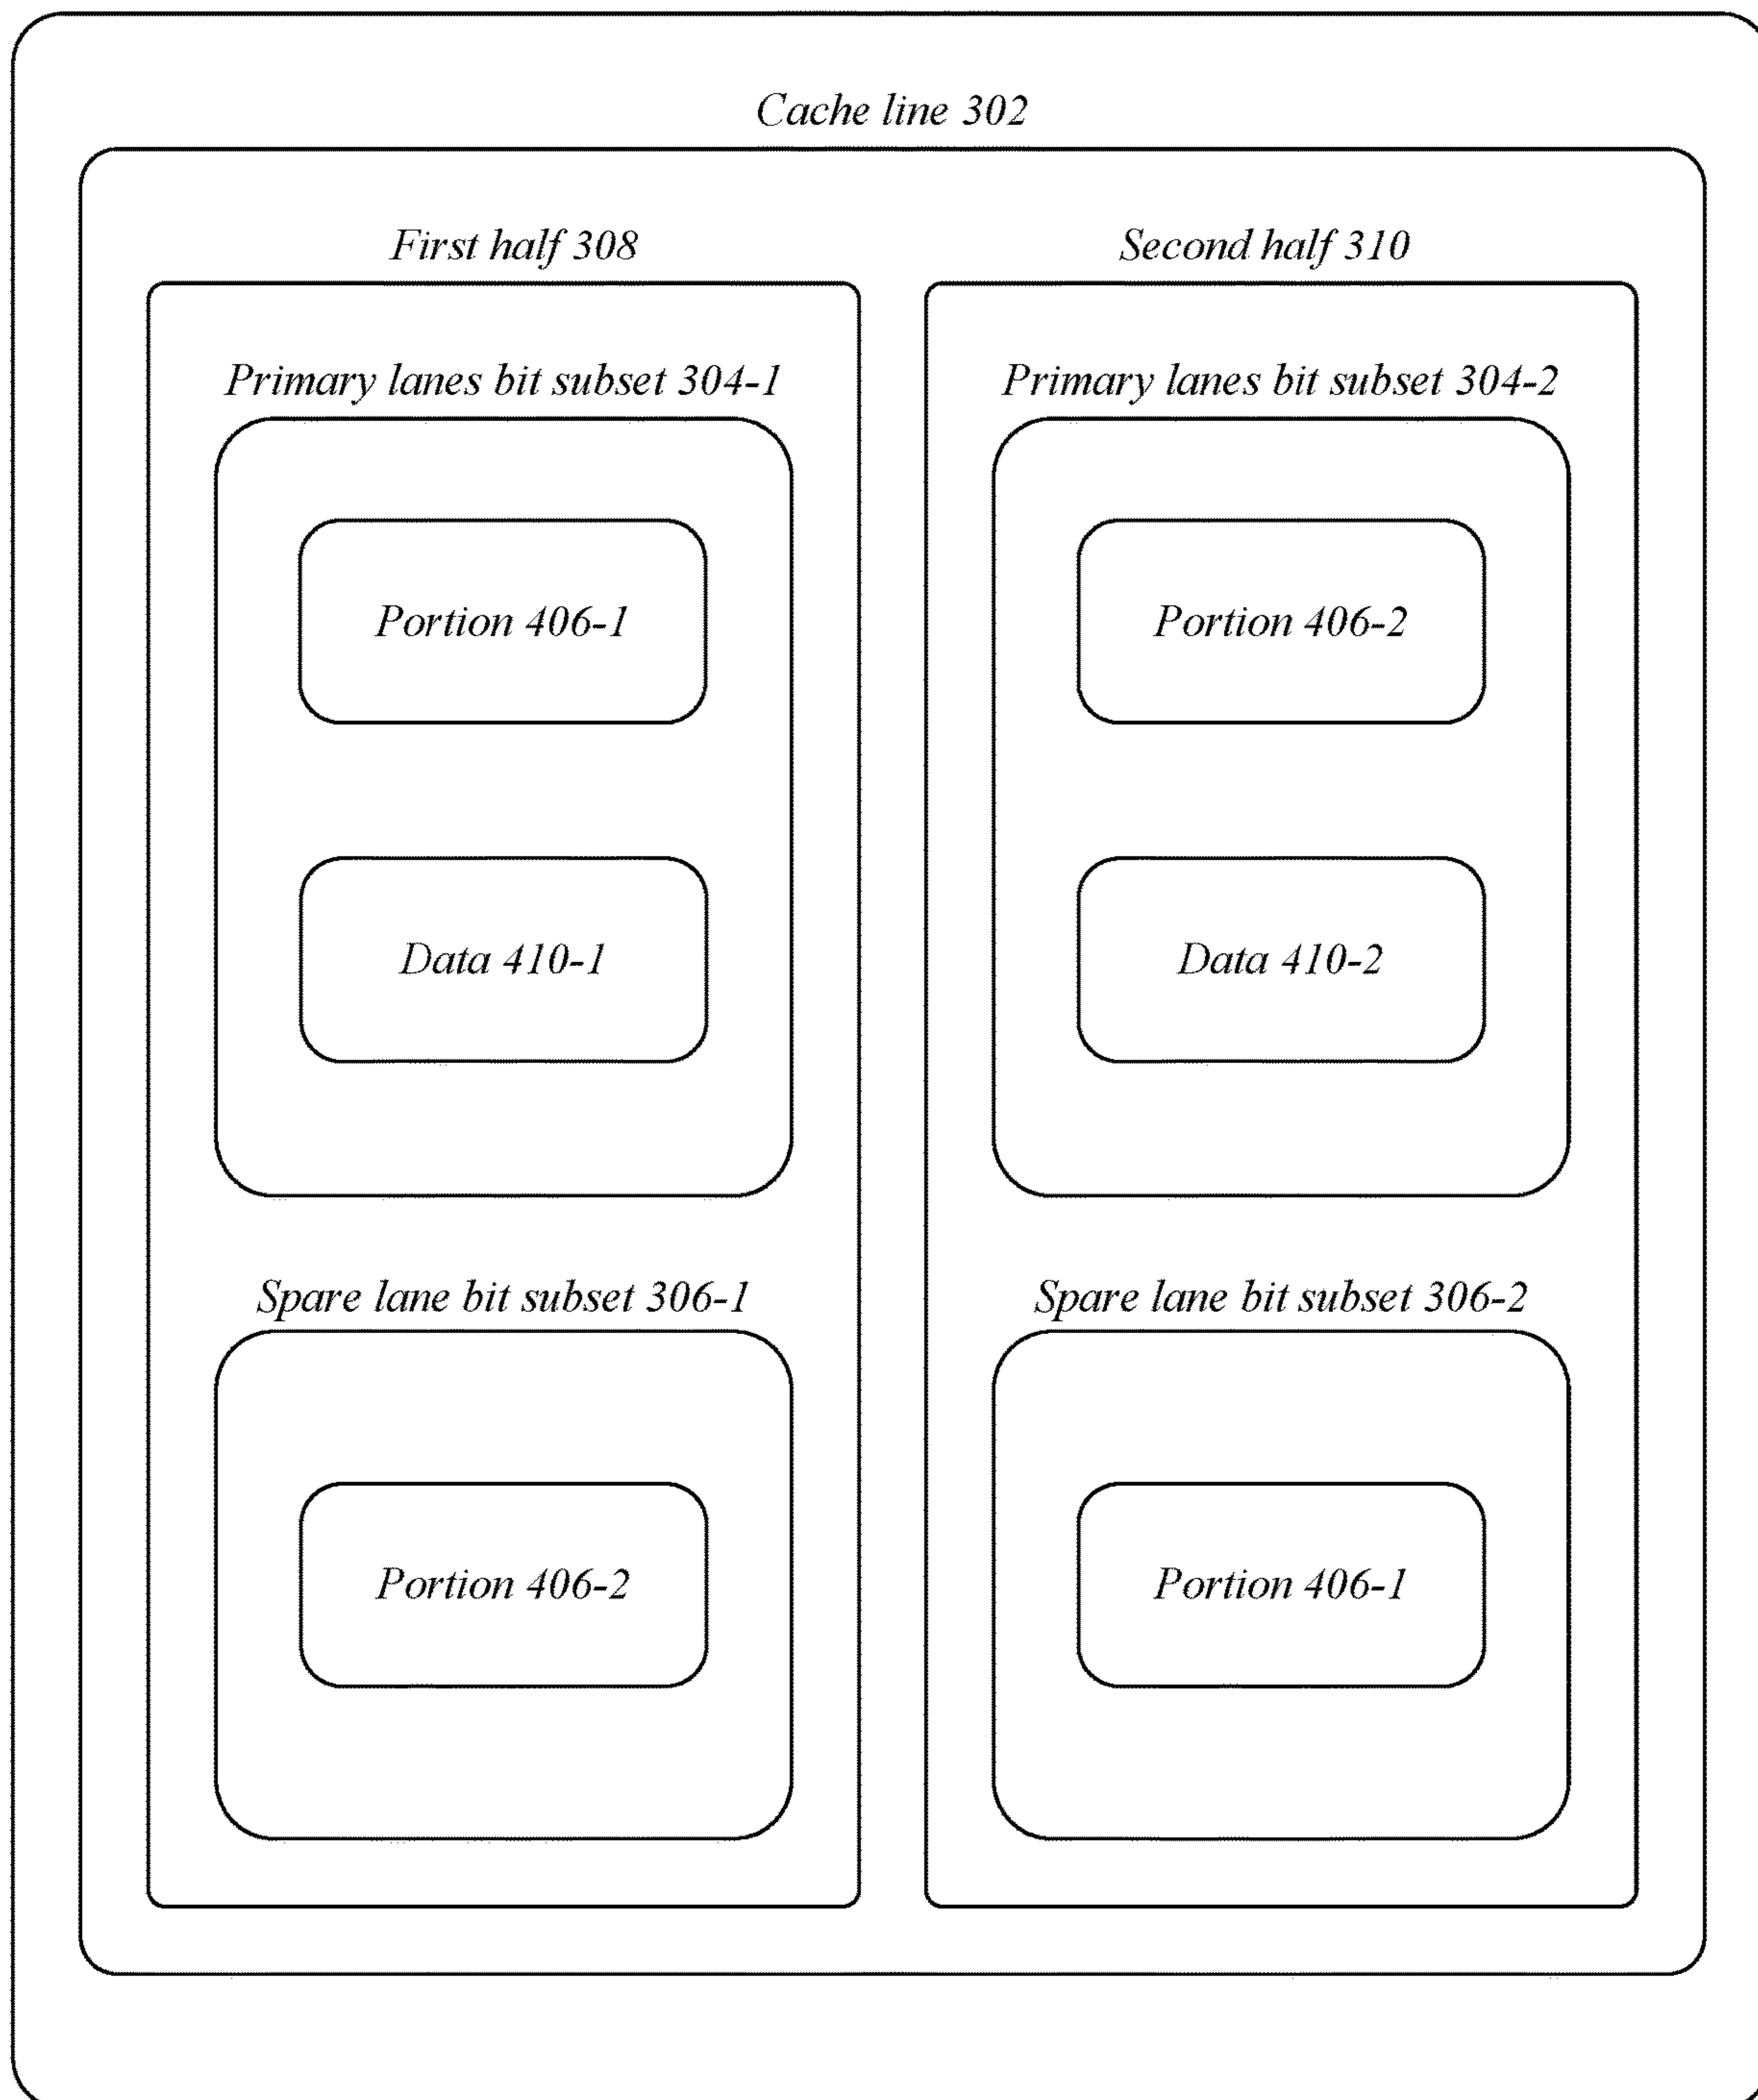 Cache line 302
First half 308
Second half 310
Primary lanes bit subset 304-1
Primary lanes bit subset 304-2
Portion 406-1
Portion 406-2
Data 410-1
Data 410-2
Spare lane bit subset 306-1
Spare lane bit subset 306-2
Portion 406-2
Portion 406-1